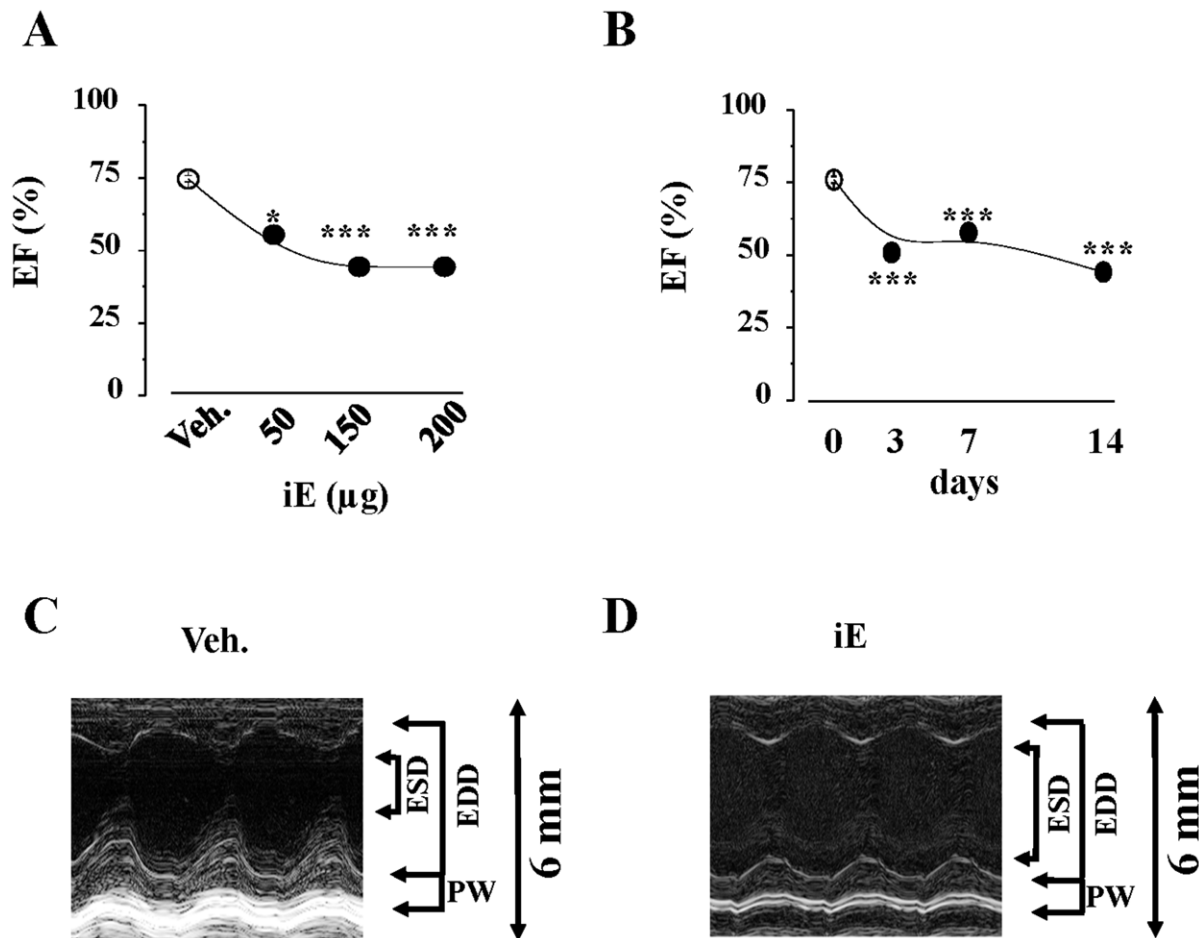 A
100
75
50
25
0
EF (%)
*
***
***
Veh.
50
150
200
iE (µg)
B
100
75
50
25
0
EF (%)
***
***
***
0
3
7
14
days
C
Veh.
ESD
EDD
PW
6 mm
D
iE
ESD
EDD
PW
6 mm